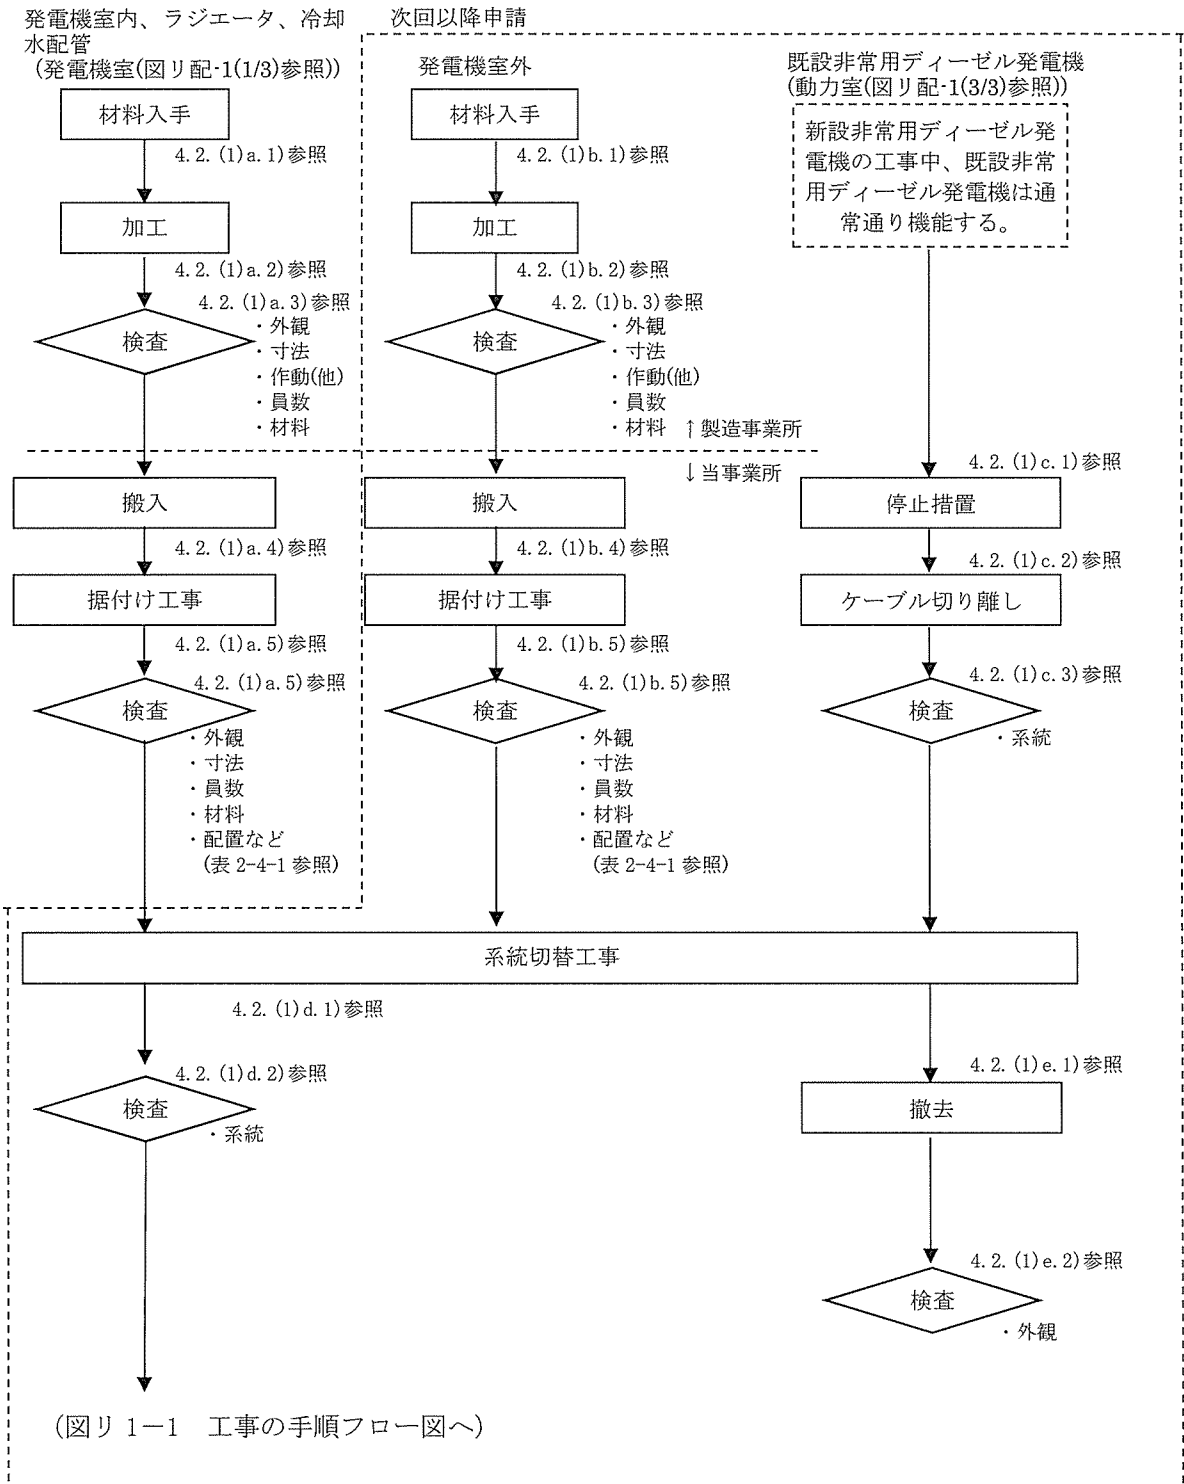 発電機室内、ラジエータ、冷却
水配管
(発電機室(図リ配-1(1/3)参照))
材料入手
4.2.(1)a.1)参照
加工
4.2.(1)a.2)参照
4.2.(1)a.3)参照
検査
・外観
・寸法
・作動(他)
・員数
・材料
搬入
4.2.(1)a.4)参照
据付け工事
4.2.(1)a.5)参照
4.2.(1)a.5)参照
検査
・外観
・寸法
・員数
・材料
・配置など
(表 2-4-1 参照)
次回以降申請
発電機室外
材料入手
4.2.(1)b.1)参照
加工
4.2.(1)b.2)参照
4.2.(1)b.3)参照
検査
・外観
・寸法
・作動(他)
・員数
・材料
↑製造事業所
↓当事業所
搬入
4.2.(1)b.4)参照
据付け工事
4.2.(1)b.5)参照
4.2.(1)b.5)参照
検査
・外観
・寸法
・員数
・材料
・配置など
(表 2-4-1 参照)
既設非常用ディーゼル発電機
(動力室(図リ配-1(3/3)参照))
新設非常用ディーゼル発
電機の工事中、既設非常
用ディーゼル発電機は通
常通り機能する。
4.2.(1)c.1)参照
停止措置
4.2.(1)c.2)参照
ケーブル切り離し
4.2.(1)c.3)参照
検査
・系統
系統切替工事
4.2.(1)d.1)参照
4.2.(1)d.2)参照
検査
・系統
4.2.(1)e.1)参照
撤去
4.2.(1)e.2)参照
検査
・外観
(図リ 1-1 工事の手順フロー図へ)